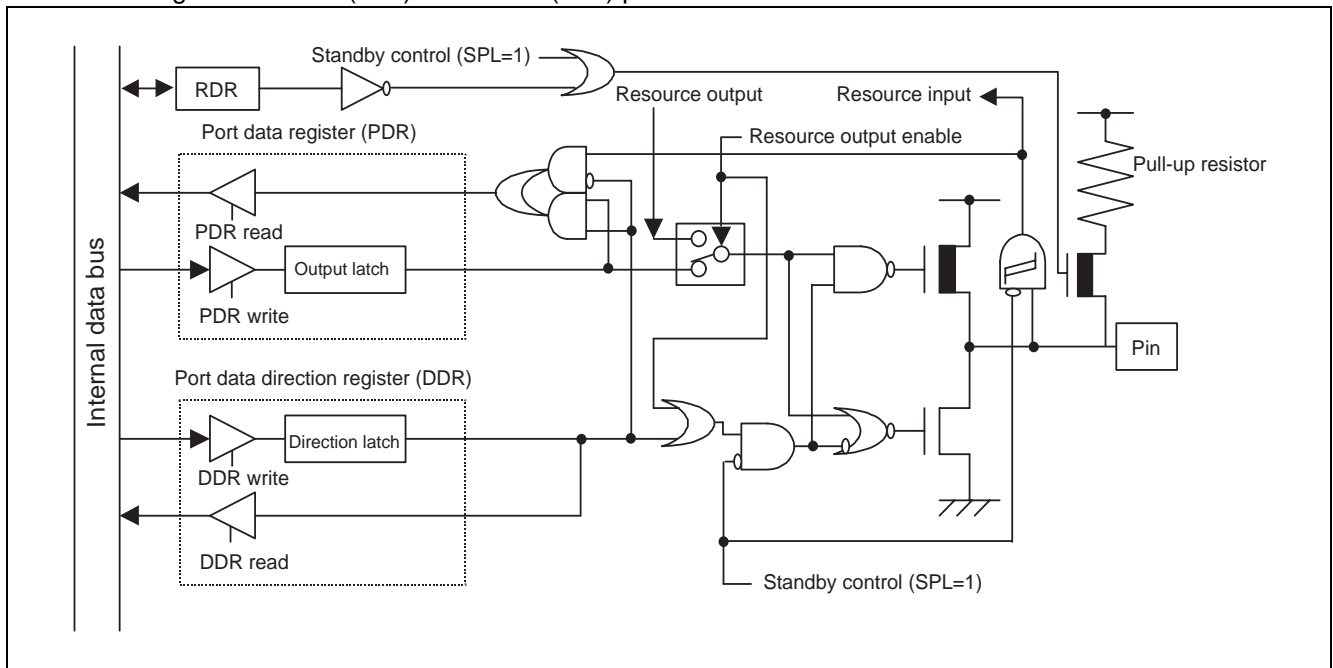 Standby control (SPL=1)
RDR
Resource output
Resource input
Port data register (PDR)
Resource output enable
Pull-up resistor
PDR read
Output latch
PDR write
Internal data bus
Pin
Port data direction register (DDR)
Direction latch
DDR write
DDR read
Standby control (SPL=1)